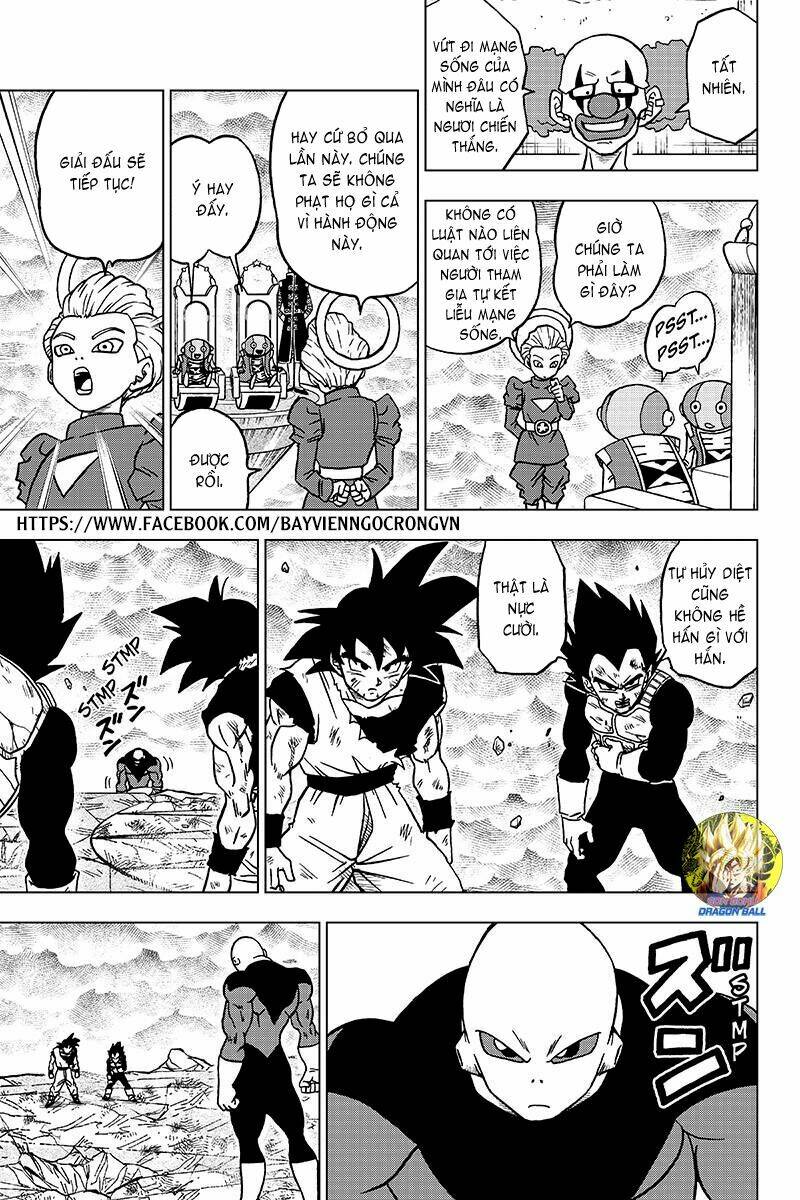 TẤT
NHIÊN.
VỨT ĐI MẠNG
SỐNG CỦA
MÌNH ĐÂU CÓ
NGHĨA LÀ
NGƯƠI CHIẾN
THẮNG.
PSST...
PSST...
GIỜ
CHÚNG TA
PHẢI LÀM
GÌ ĐÂY?
KHÔNG CÓ
LUẬT NÀO LIÊN
QUAN TỚI VIỆC
NGƯỜI THAM
GIA TỰ KẾT
LIỄU MẠNG
SỐNG.
HAY CỨ BỎ QUA
LẦN NÀY. CHÚNG
TA SẼ KHÔNG
PHẠT HỌ GÌ CẢ
VÌ HÀNH ĐỘNG
NÀY.
Ý HAY
ĐẤY.
ĐƯỢC
RỒI.
GIẢI ĐẤU SẼ
TIẾP TỤC!
HTTPS://WWW.FACEBOOK.COM/BAYVIENNGOCRONGVN
TỰ HỦY DIỆT
CŨNG
KHÔNG HỀ
HẤN GÌ VỚI
HẮN.
THẬT LÀ
NỰC
CƯỜI.
STMP
STMP
STMP
ズン
ズン
SON GOKU
DRAGON BALL
ズン
STMP